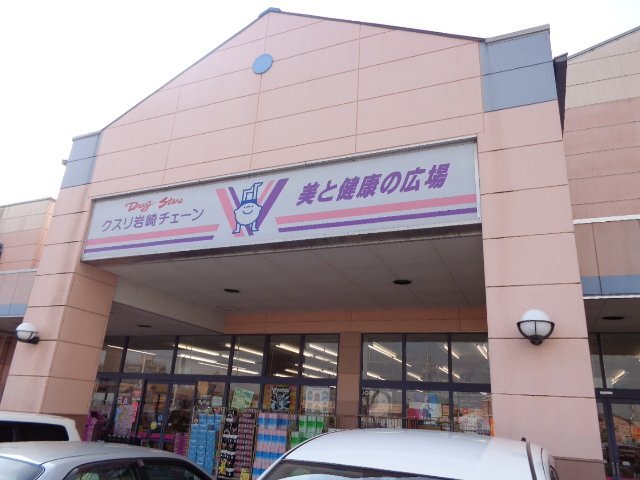 Drug Store
クスリ岩崎チェーン
美と健康の広場